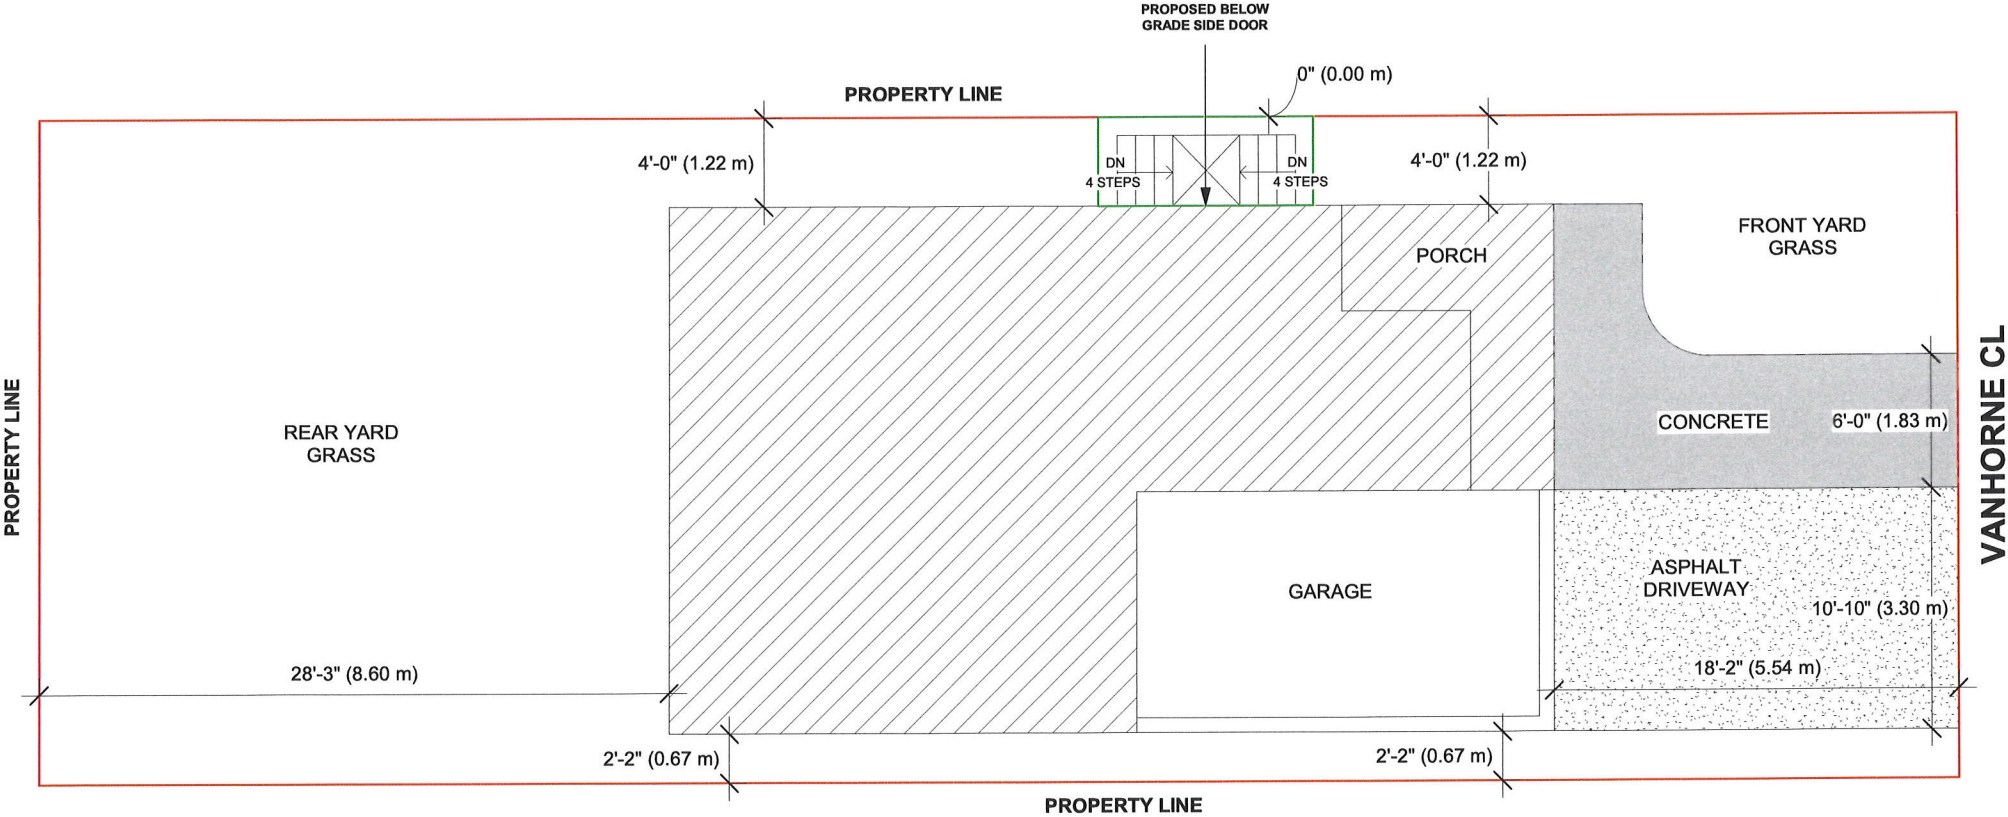 PROPOSED BELOW
GRADE SIDE DOOR
0" (0.00 m)
PROPERTY LINE
4'-0" (1.22 m)
DN
4 STEPS
DN
4 STEPS
4'-0" (1.22 m)
FRONT YARD
GRASS
PORCH
VANHORNE CL
PROPERTY LINE
REAR YARD
GRASS
CONCRETE
6'-0" (1.83 m)
GARAGE
ASPHALT
DRIVEWAY
10'-10" (3.30 m)
28'-3" (8.60 m)
18'-2" (5.54 m)
2'-2" (0.67 m)
2'-2" (0.67 m)
PROPERTY LINE